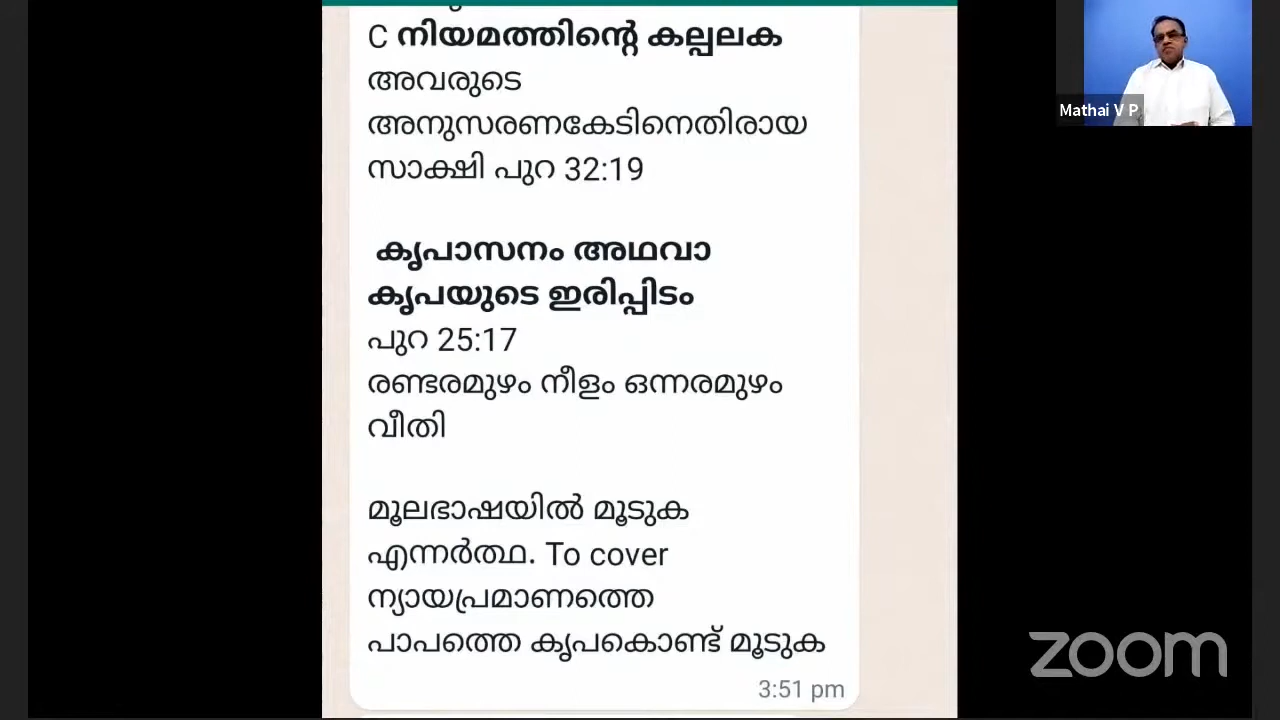 C നിയമത്തിന്റെ കല്പലക
അവരുടെ
അനുസരണകേടിനെതിരായ
സാക്ഷി പുറ 32:19
കൃപാസനം അഥവാ
കൃപയുടെ ഇരിപ്പിടം
പുറ 25:17
രണ്ടരമുഴം നീളം ഒന്നരമുഴം
വീതി
മൂലഭാഷയിൽ മൂടുക
എന്നർത്ഥ. To cover
ന്യായപ്രമാണത്തെ
പാപത്തെ കൃപകൊണ്ട് മൂടുക
3:51 pm
Mathai V P
zoom